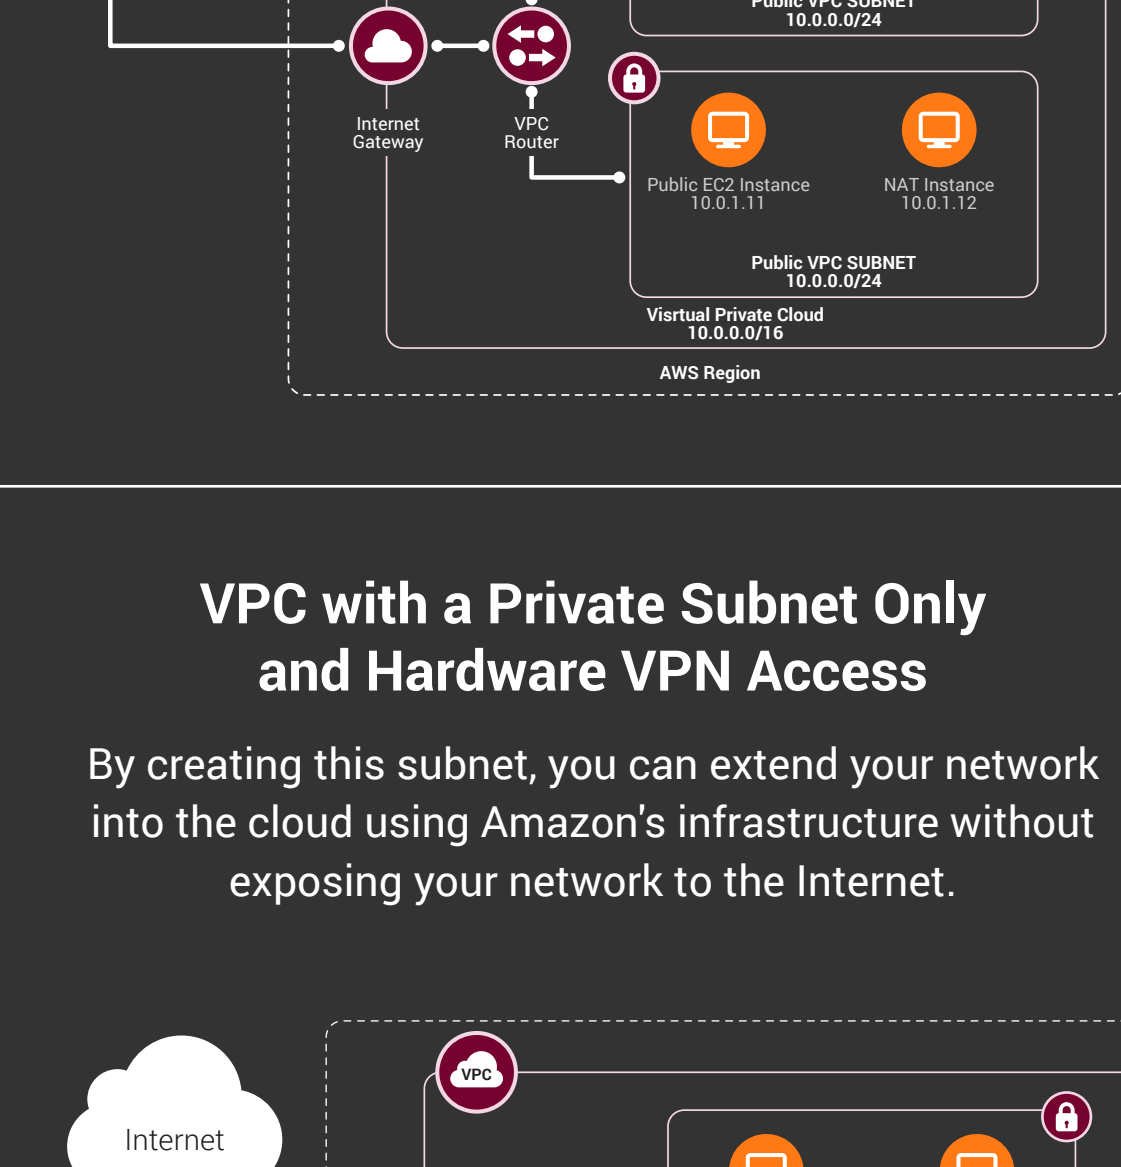 Public VPC SUBNET
10.0.0.0/24
Internet
Gateway
VPC
Router
Public EC2 Instance
10.0.1.11
NAT Instance
10.0.1.12
Public VPC SUBNET
10.0.0.0/24
Visrtual Private Cloud
10.0.0.0/16
AWS Region
VPC with a Private Subnet Only
and Hardware VPN Access
By creating this subnet, you can extend your network
into the cloud using Amazon's infrastructure without
exposing your network to the Internet.
VPC
Internet